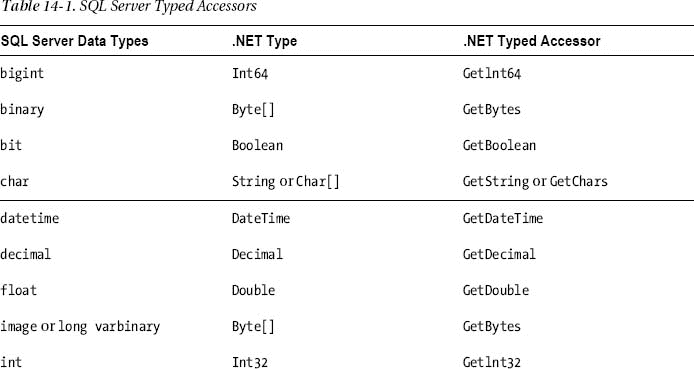 Table 14-1. SQL Server Typed Accessors
SQL Server Data Types .NET Type .NET Typed Accessor
bigint Int64 GetlInt64
binary Byte[] GetBytes
bit Boolean GetBoolean
char String or Char[] GetString or GetChars
datetime DateTime GetDateTime
decimal Decimal GetDecimal
float Double GetDouble
image or long varbinary Byte[] GetBytes
int Int32 Getlnt32